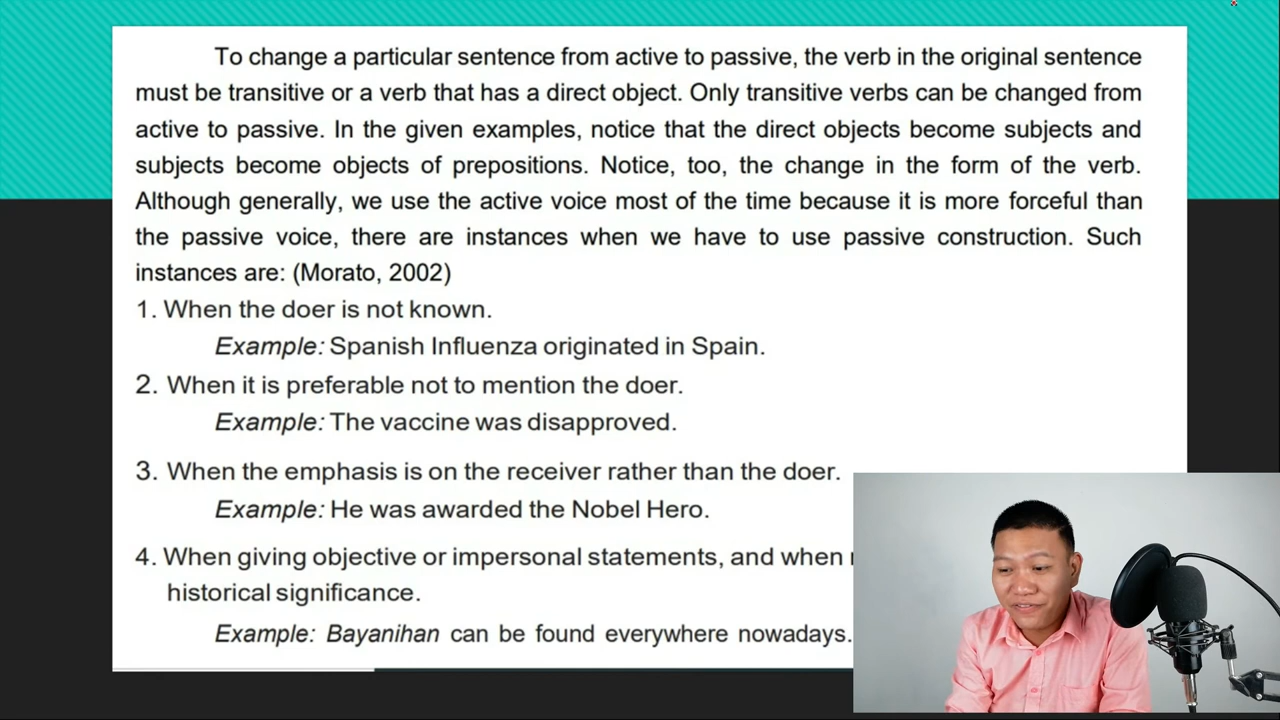 To change a particular sentence from active to passive, the verb in the original sentence
must be transitive or a verb that has a direct object. Only transitive verbs can be changed from
active to passive. In the given examples, notice that the direct objects become subjects and
subjects become objects of prepositions. Notice, too, the change in the form of the verb.
Although generally, we use the active voice most of the time because it is more forceful than
the passive voice, there are instances when we have to use passive construction. Such
instances are: (Morato, 2002)
1. When the doer is not known.
Example: Spanish Influenza originated in Spain.
2. When it is preferable not to mention the doer.
Example: The vaccine was disapproved.
3. When the emphasis is on the receiver rather than the doer.
Example: He was awarded the Nobel Hero.
4. When giving objective or impersonal statements, and when
historical significance.
Example: Bayanihan can be found everywhere nowadays.